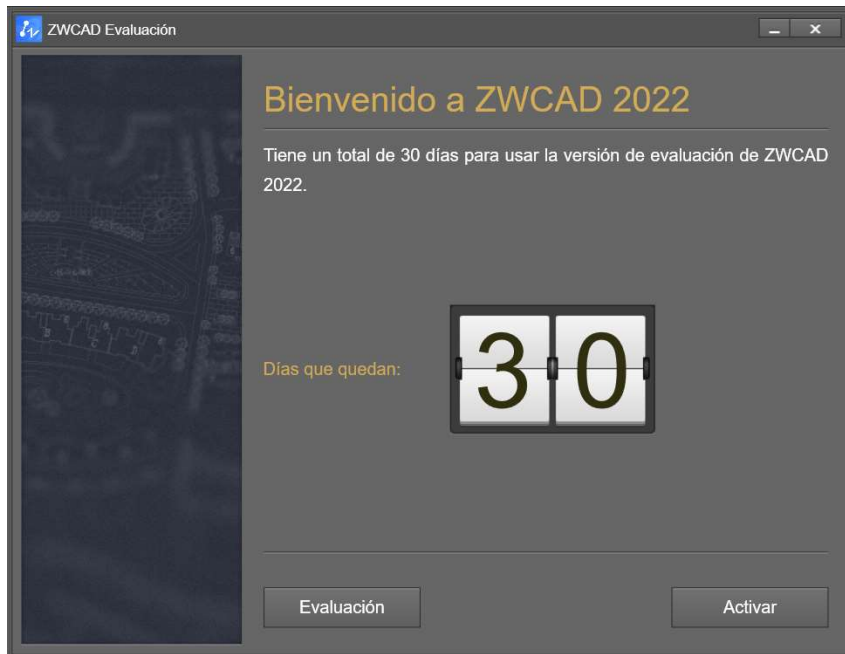 ZWCAD Evaluación
Bienvenido a ZWCAD 2022
Tiene un total de 30 días para usar la versión de evaluación de ZWCAD
2022.
Días que quedan:
30
Evaluación
Activar